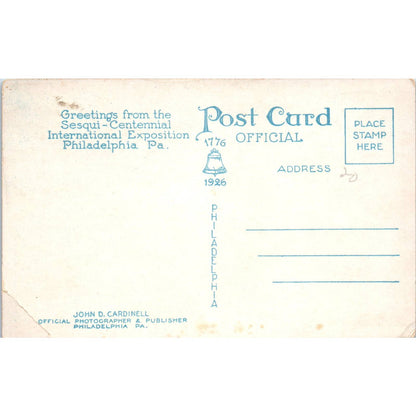 Greetings from the
Sesqui-Centennial
International Exposition
Philadelphia Pa.
Post Card
OFFICIAL
1776
1926
PHILADELPHIA
ADDRESS
PLACE
STAMP
HERE
JOHN D. CARDINELL
OFFICIAL PHOTOGRAPHER & PUBLISHER
PHILADELPHIA PA.